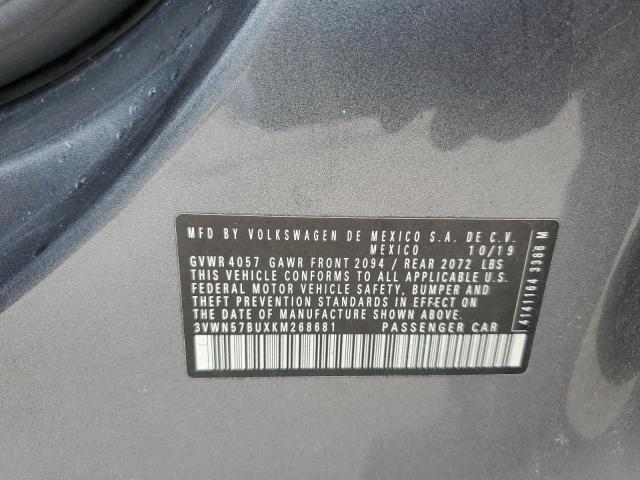 MFD BY VOLKSWAGEN DE MEXICO S.A. DE C.V.
MEXICO 10/19
GVWR 4057 GAWR FRONT 2094 / REAR 2072 LBS
THIS VEHICLE CONFORMS TO ALL APPLICABLE U.S.
FEDERAL MOTOR VEHICLE SAFETY, BUMPER AND
THEFT PREVENTION STANDARDS IN EFFECT ON
THE DATE OF MANUFACTURE SHOWN ABOVE.
3VWN57BUXKM268681 PASSENGER CAR
41411643386 M